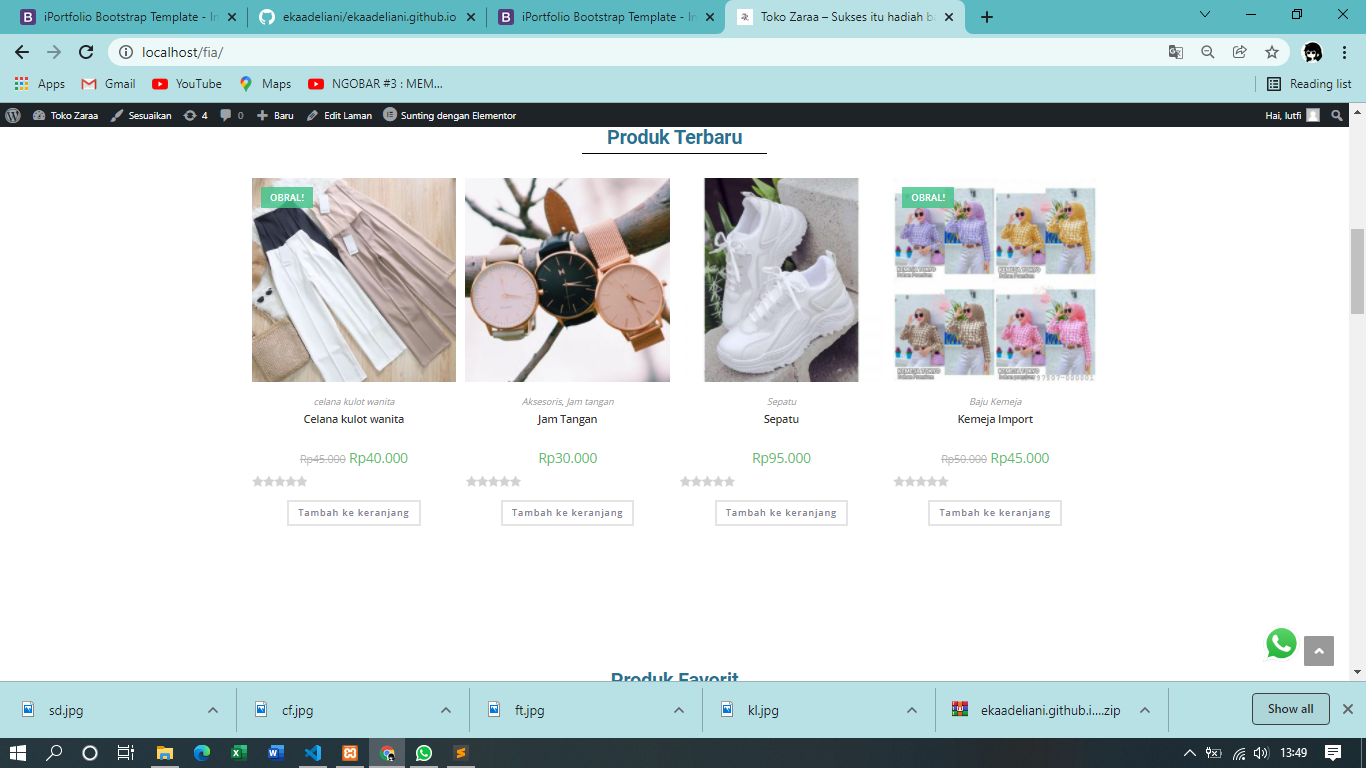 iPortfolio Bootstrap Template - In
ekaadeliani/ekaadeliani.github.io
iPortfolio Bootstrap Template - In
Toko Zaraa – Sukses itu hadiah ba
localhost/fia/
Apps
Gmail
YouTube
Maps
NGOBAR #3 : MEM...
Reading list
Toko Zaraa
Sesuaikan
4
0
Baru
Edit Laman
Sunting dengan Elementor
Hai, lutfi
Produk Terbaru
OBRAL!
OBRAL!
KEMEJA TOKYO
KEMEJA TOKYO
KEMEJA TOKYO
KEMEJA TOKYO
celana kulot wanita
Celana kulot wanita
Rp45.000 Rp40.000
Tambah ke keranjang
Aksesoris, Jam tangan
Jam Tangan
Rp30.000
Tambah ke keranjang
Sepatu
Sepatu
Rp95.000
Tambah ke keranjang
Baju Kemeja
Kemeja Import
Rp50.000 Rp45.000
Tambah ke keranjang
Produk Favorit
sd.jpg
cf.jpg
ft.jpg
kl.jpg
ekaadeliani.github.i....zip
Show all
13:49